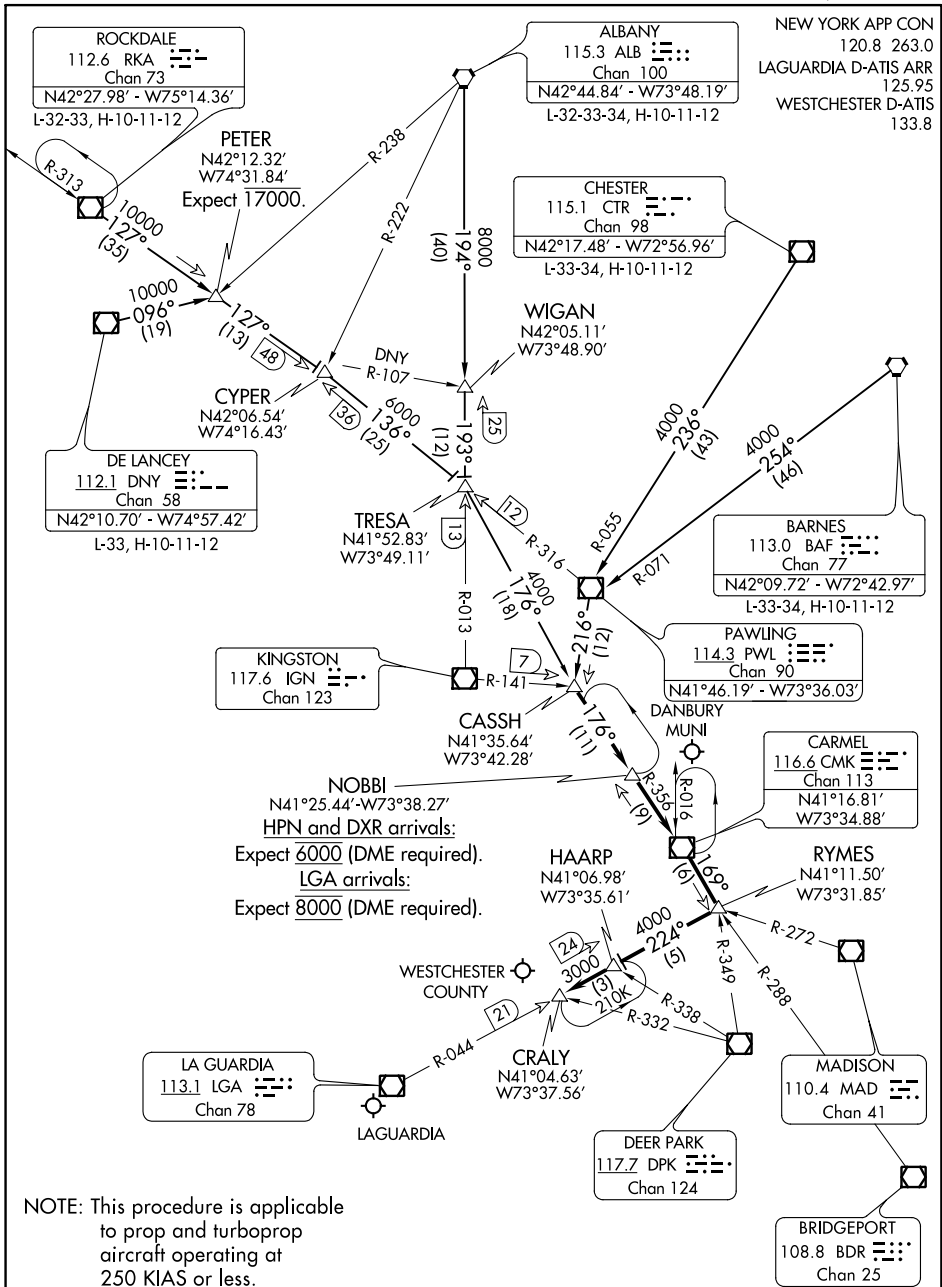 NEW YORK APP CON
120.8 263.0
LAGUARDIA D-ATIS ARR
125.95
WESTCHESTER D-ATIS
133.8
ROCKDALE
112.6 RKA
Chan 73
N42°27.98' - W75°14.36'
L-32-33, H-10-11-12
ALBANY
115.3 ALB
Chan 100
N42°44.84' - W73°48.19'
L-32-33-34, H-10-11-12
PETER
N42°12.32'
W74°31.84'
Expect 17000.
R-313
R-238
R-222
CHESTER
115.1 CTR
Chan 98
N42°17.48' - W72°56.96'
L-33-34, H-10-11-12
10000
127°
(35)
8000
194°
(40)
10000
096°
(19)
127°
(13)
48
WIGAN
N42°05.11'
W73°48.90'
DNY
R-107
CYPER
N42°06.54'
W74°16.43'
36
6000
136°
(25)
193°
(12)
25
4000
236°
(43)
4000
254°
(46)
DE LANCEY
112.1 DNY
Chan 58
N42°10.70' - W74°57.42'
L-33, H-10-11-12
TRESA
N41°52.83'
W73°49.11'
13
12
R-316
R-055
R-071
BARNES
113.0 BAF
Chan 77
N42°09.72' - W72°42.97'
L-33-34, H-10-11-12
R-013
4000
176°
(18)
216°
(12)
PAWLING
114.3 PWL
Chan 90
N41°46.19' - W73°36.03'
KINGSTON
117.6 IGN
Chan 123
R-141
7
CASSH
N41°35.64'
W73°42.28'
176°
(11)
DANBURY
MUNI
CARMEL
116.6 CMK
Chan 113
N41°16.81'
W73°34.88'
NOBBI
N41°25.44'-W73°38.27'
HPN and DXR arrivals:
Expect 6000 (DME required).
LGA arrivals:
Expect 8000 (DME required).
R-356
(9)
R-016
HAARP
N41°06.98'
W73°35.61'
169°
(6)
RYMES
N41°11.50'
W73°31.85'
4000
224°
(5)
R-272
R-349
R-288
WESTCHESTER
COUNTY
24
3000
(3)
210K
R-338
R-332
21
R-044
CRALY
N41°04.63'
W73°37.56'
LA GUARDIA
113.1 LGA
Chan 78
LAGUARDIA
MADISON
110.4 MAD
Chan 41
DEER PARK
117.7 DPK
Chan 124
BRIDGEPORT
108.8 BDR
Chan 25
NOTE: This procedure is applicable
to prop and turboprop
aircraft operating at
250 KIAS or less.